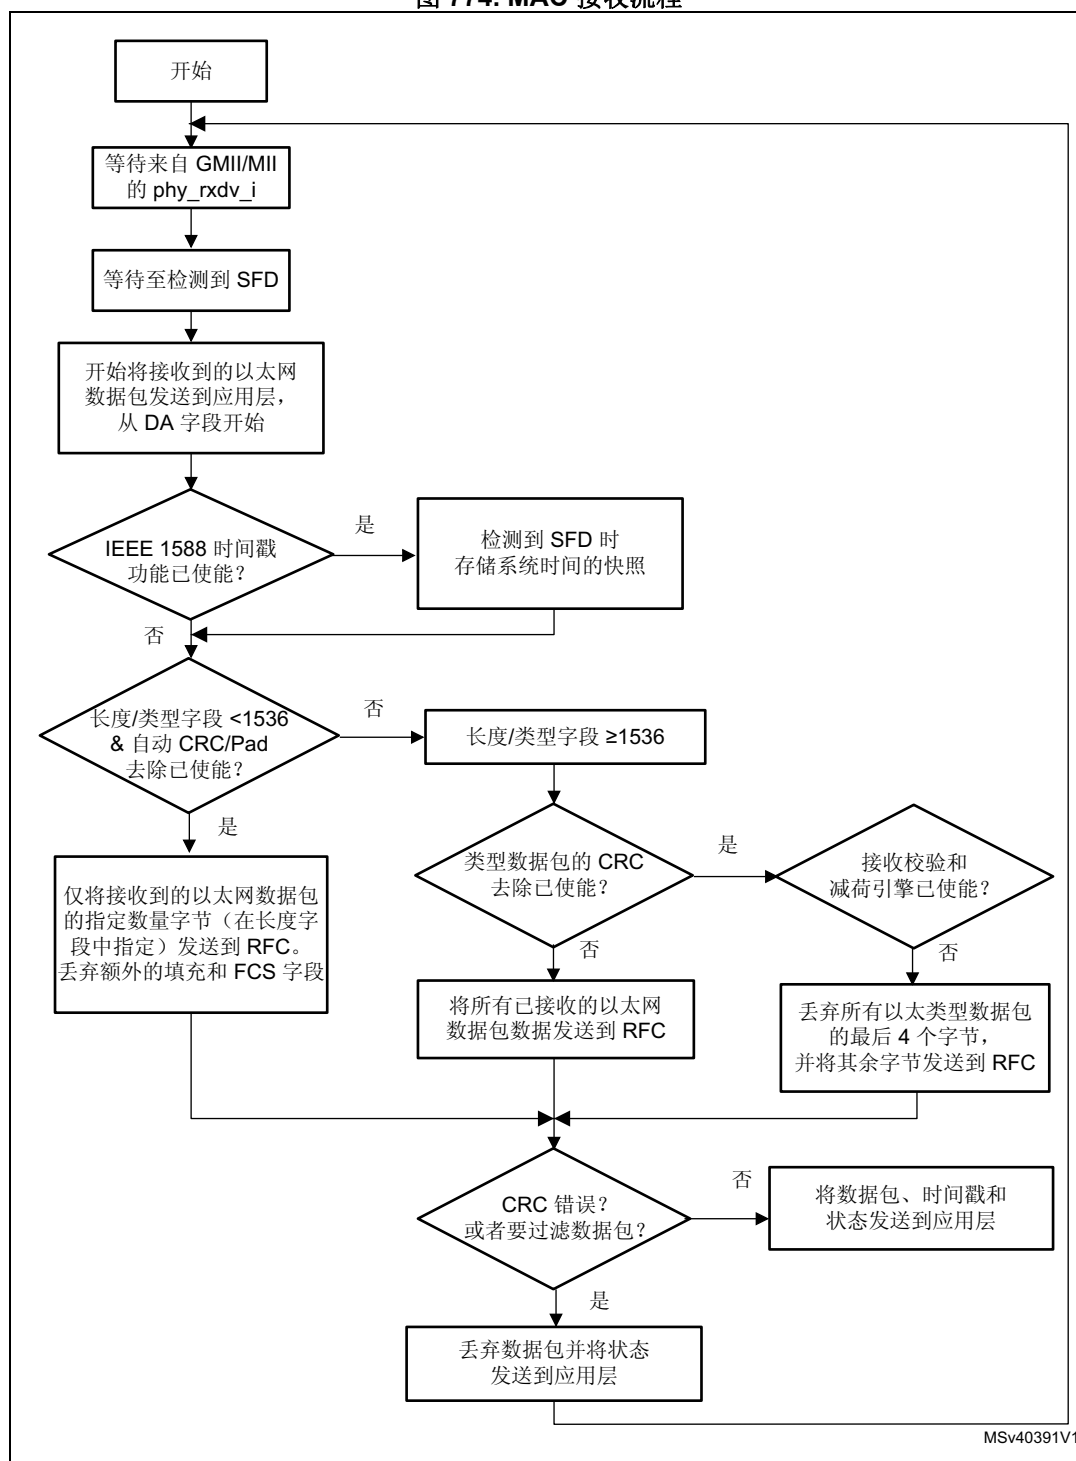 图 774. MAC 接收流程
开始
等待来自 GMII/MII
的 phy_rxdv_i
等待至检测到 SFD
开始将接收到的以太网
数据包发送到应用层，
从 DA 字段开始
IEEE 1588 时间戳
功能已使能？
是
检测到 SFD 时
存储系统时间的快照
否
长度/类型字段 <1536
& 自动 CRC/Pad
去除已使能？
否
长度/类型字段 ≥1536
是
类型数据包的 CRC
去除已使能？
是
接收校验和
减荷引擎已使能？
仅将接收到的以太网数据包
的指定数量字节（在长度字
段中指定）发送到 RFC。
丢弃额外的填充和 FCS 字段
否
否
将所有已接收的以太网
数据包数据发送到 RFC
丢弃所有以太类型数据包
的最后 4 个字节，
并将其余字节发送到 RFC
CRC 错误？
或者要过滤数据包？
否
将数据包、时间戳和
状态发送到应用层
是
丢弃数据包并将状态
发送到应用层
MSv40391V1